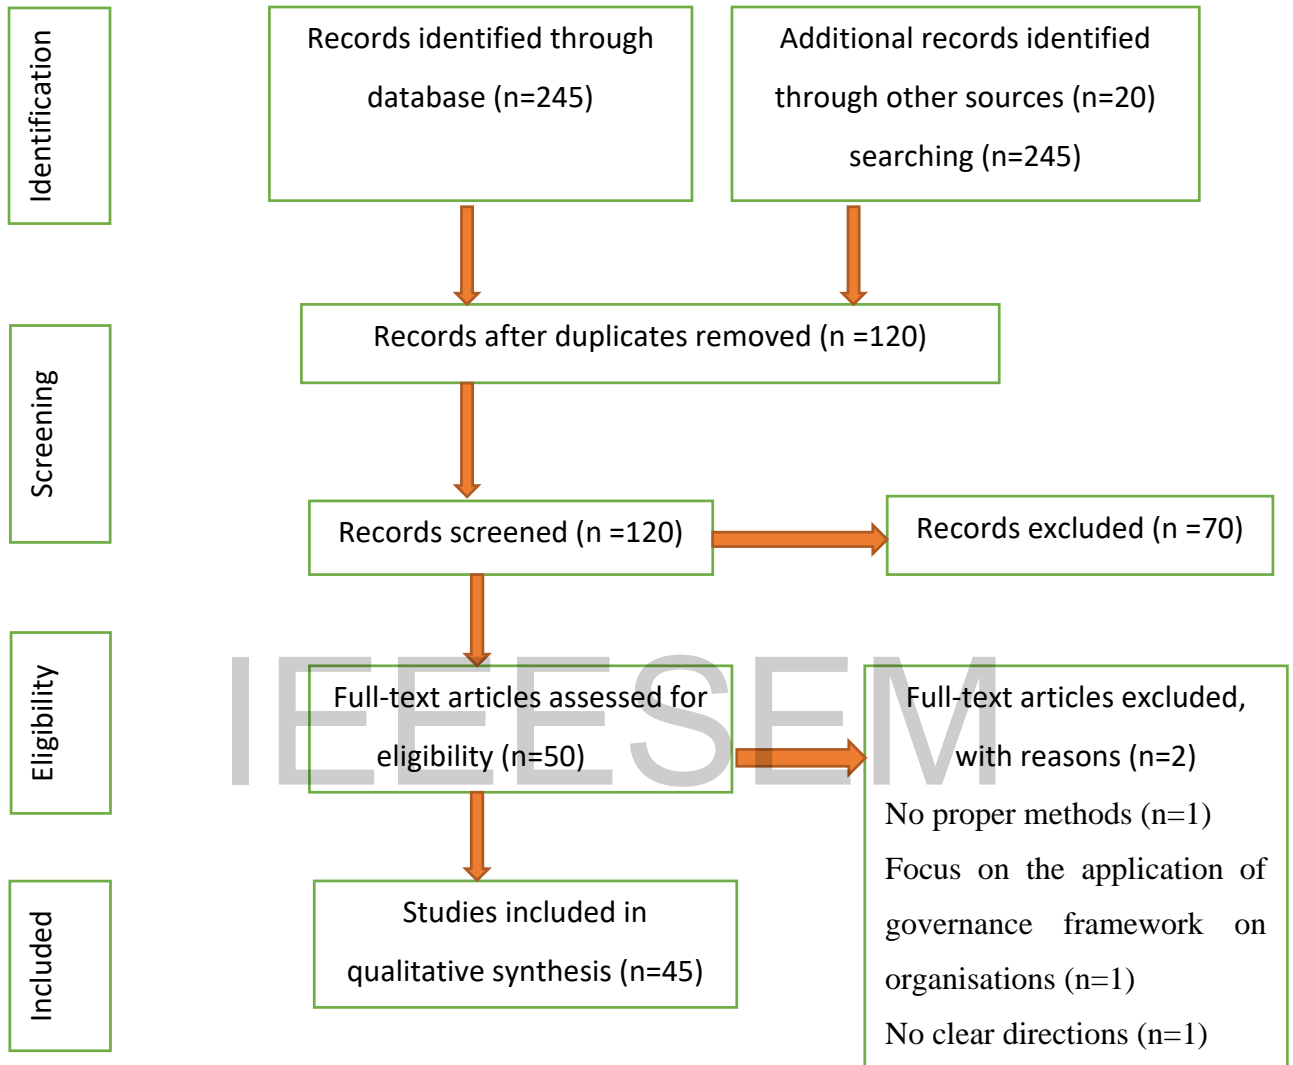 Identification
Records identified through
database (n=245)
Additional records identified
through other sources (n=20)
searching (n=245)
Records after duplicates removed (n =120)
Screening
Records screened (n =120)
Records excluded (n =70)
Eligibility
Full-text articles assessed for
eligibility (n=50)
Full-text articles excluded,
with reasons (n=2)
No proper methods (n=1)
Focus on the application of
governance framework on
organisations (n=1)
No clear directions (n=1)
IEEESEM
Included
Studies included in
qualitative synthesis (n=45)